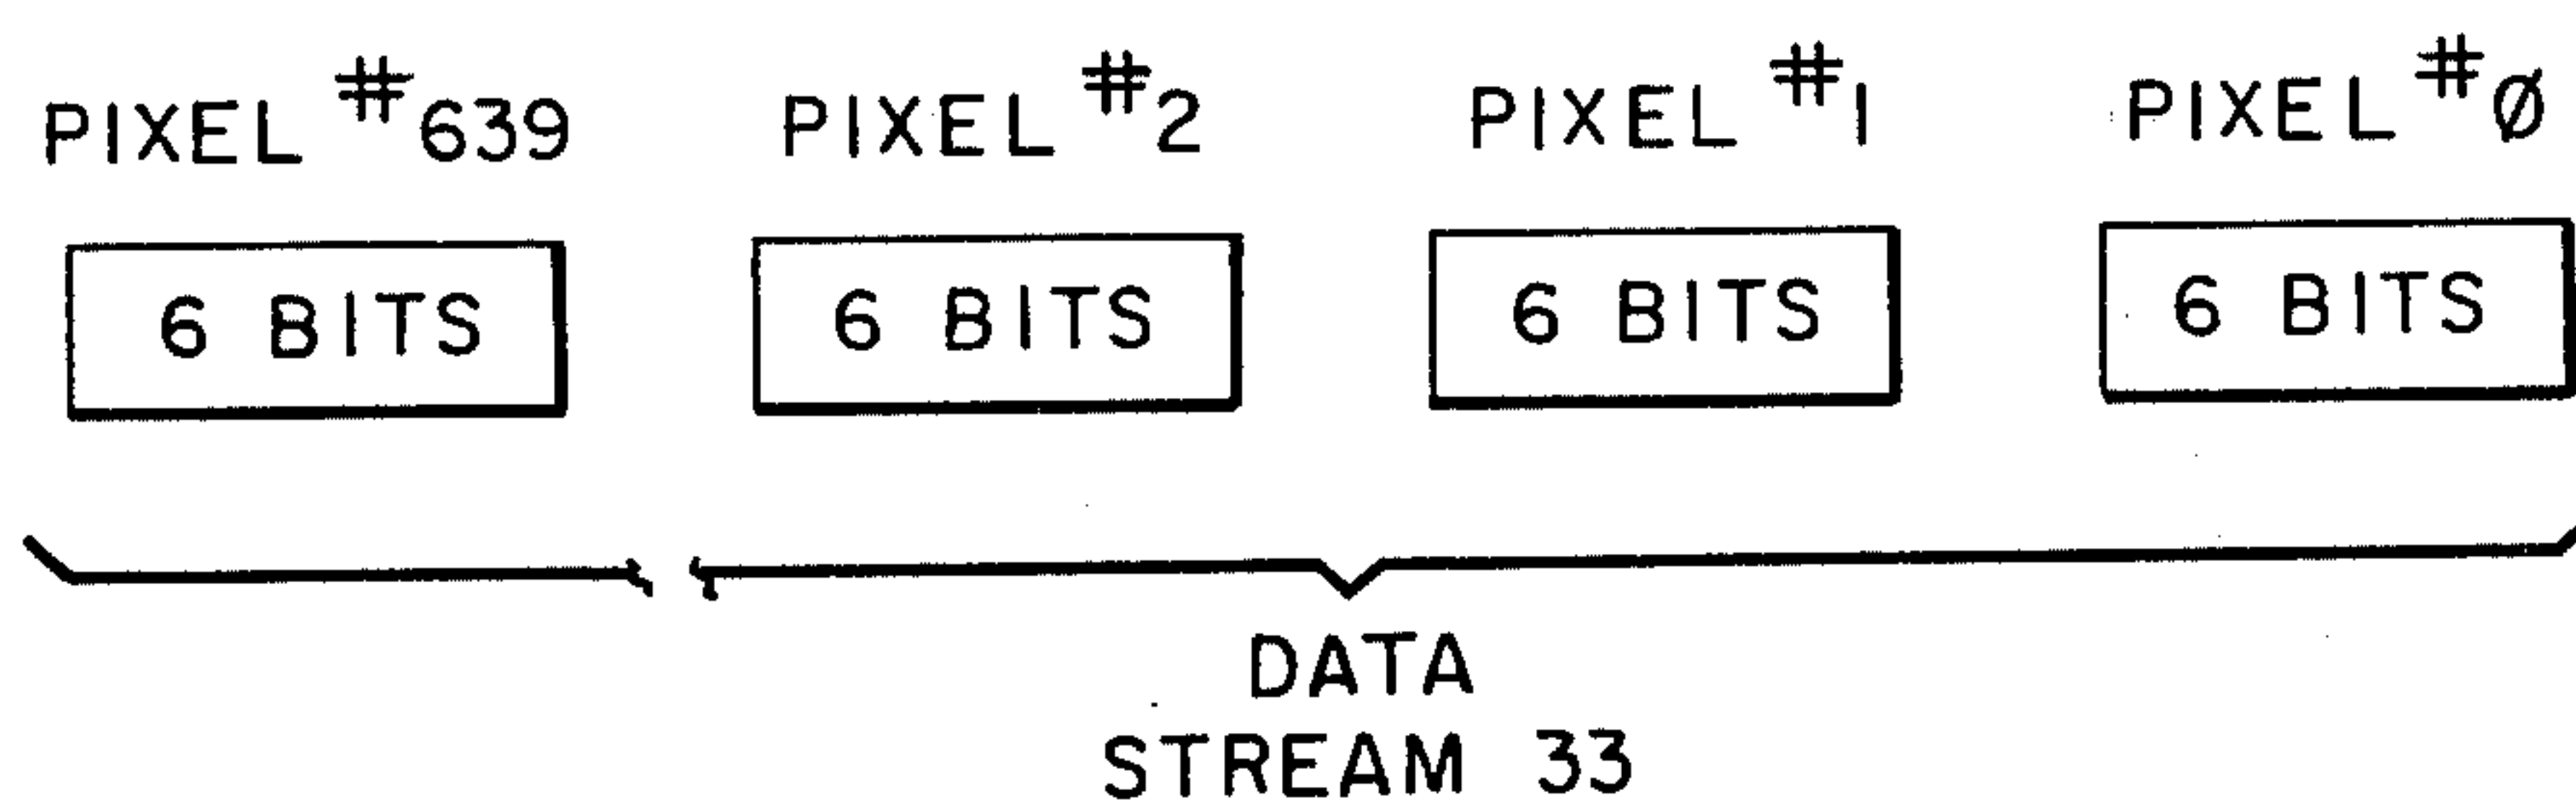 PIXEL #639 PIXEL #2 PIXEL #1 PIXEL #Ø
6 BITS 6 BITS 6 BITS 6 BITS
DATA
STREAM 33